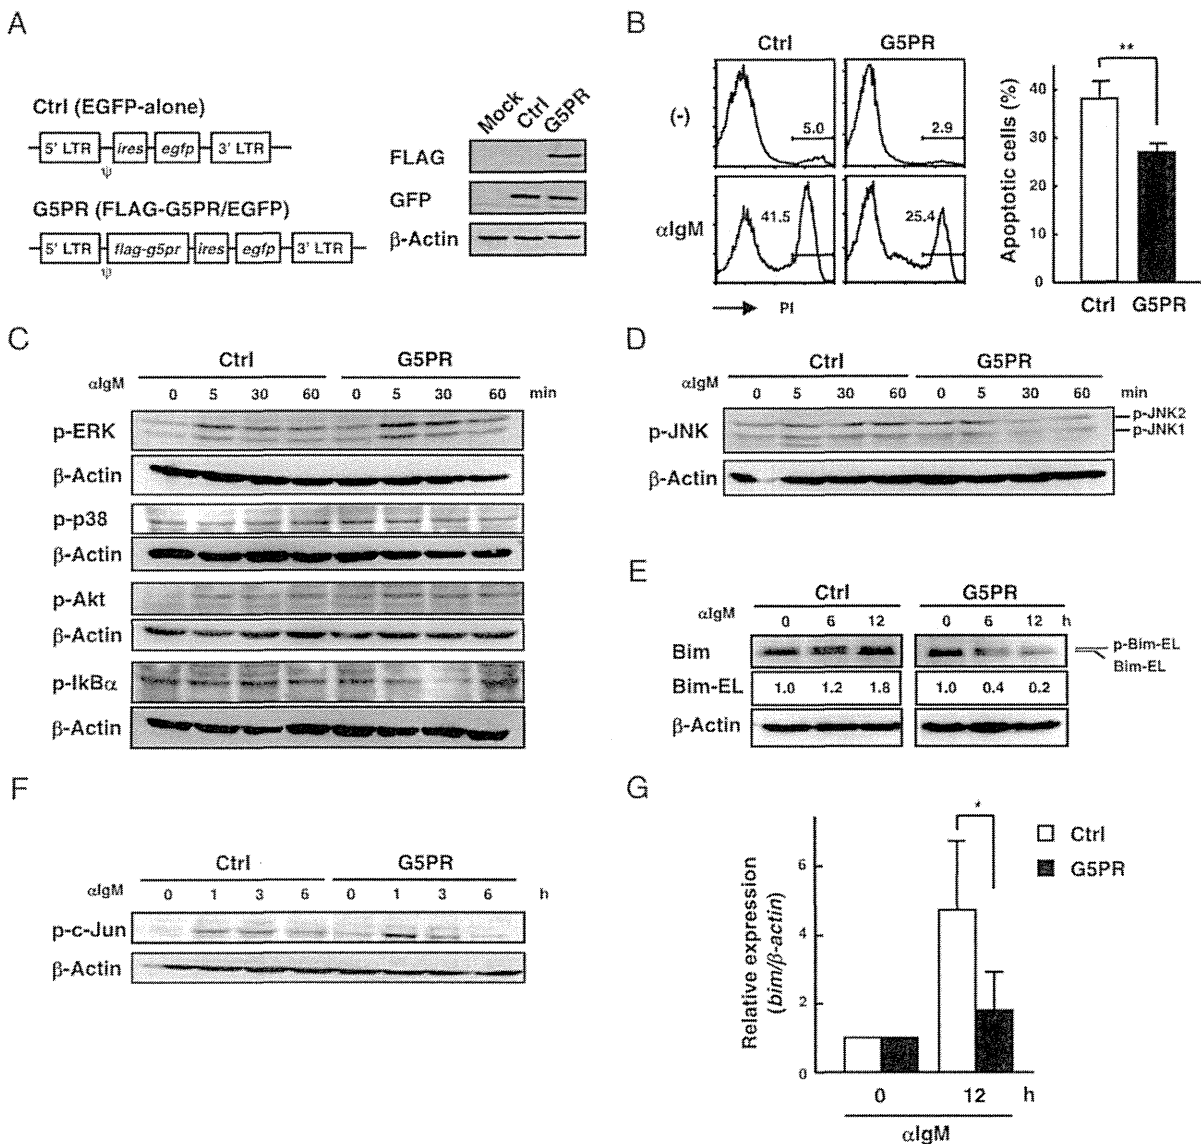 A
Ctrl (EGFP-alone)
5' LTR ires egfp 3' LTR
ψ
G5PR (FLAG-G5PR/EGFP)
5' LTR flag-g5pr ires egfp 3' LTR
ψ
Mock Ctrl G5PR
FLAG
GFP
β-Actin
B
Ctrl G5PR
(-)
5.0 2.9
αIgM
41.5 25.4
PI
Apoptotic cells (%)
40
30
20
10
0
**
Ctrl G5PR
C
Ctrl G5PR
αIgM
0 5 30 60 0 5 30 60 min
p-ERK
β-Actin
p-p38
β-Actin
p-Akt
β-Actin
p-IkBα
β-Actin
D
Ctrl G5PR
αIgM
0 5 30 60 0 5 30 60 min
p-JNK
p-JNK2
p-JNK1
β-Actin
E
Ctrl G5PR
αIgM
0 6 12 0 6 12 h
Bim
p-Bim-EL
Bim-EL
Bim-EL 1.0 1.2 1.8 1.0 0.4 0.2
β-Actin
F
Ctrl G5PR
αIgM 0 1 3 6 0 1 3 6 h
p-c-Jun
β-Actin
G
Relative expression
(bim/β-actin)
6
4
2
0
*
Ctrl
G5PR
0 12 h
αIgM